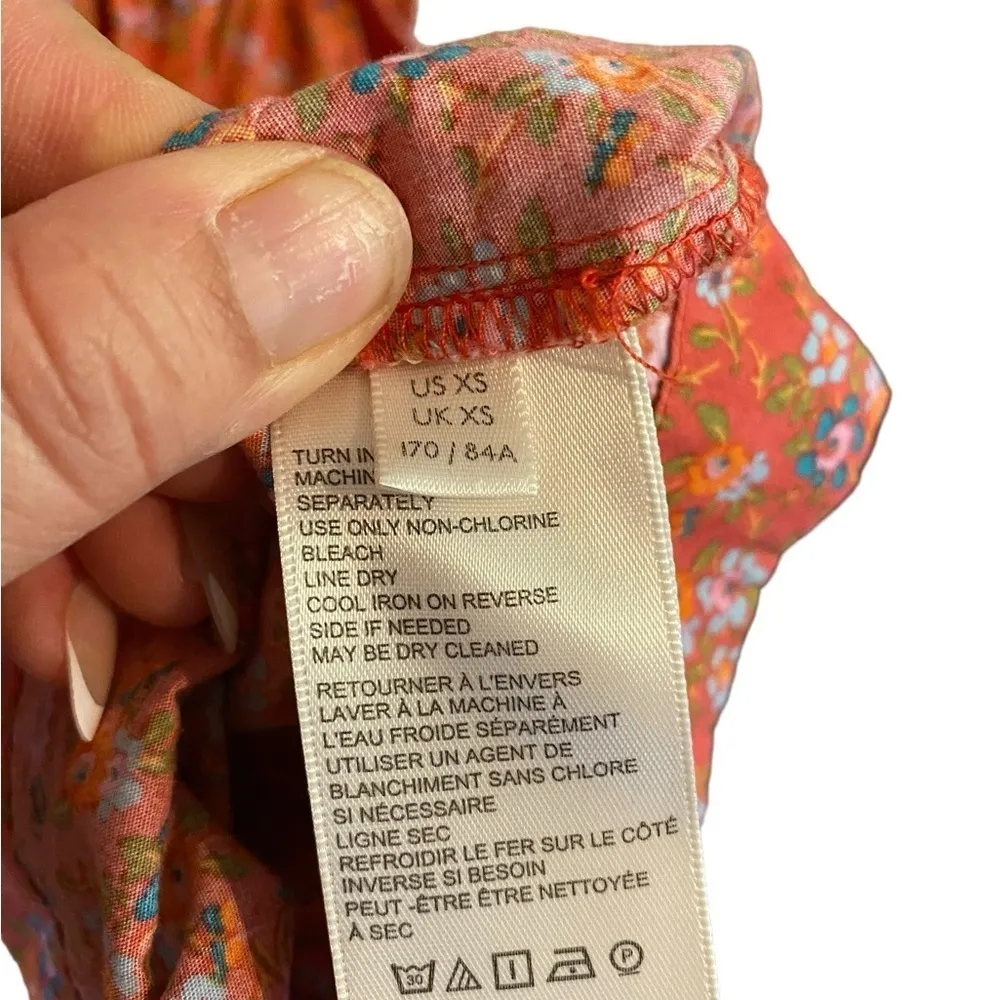 US XS
UK XS
170 / 84A
TURN IN
MACHIN
SEPARATELY
USE ONLY NON-CHLORINE
BLEACH
LINE DRY
COOL IRON ON REVERSE
SIDE IF NEEDED
MAY BE DRY CLEANED
RETOURNER À L'ENVERS
LAVER À LA MACHINE À
L'EAU FROIDE SÉPARÉMENT
UTILISER UN AGENT DE
BLANCHIMENT SANS CHLORE
SI NÉCESSAIRE
LIGNE SEC
REFROIDIR LE FER SUR LE CÔTÉ
INVERSE SI BESOIN
PEUT -ÊTRE ÊTRE NETTOYÉE
À SEC
30 P